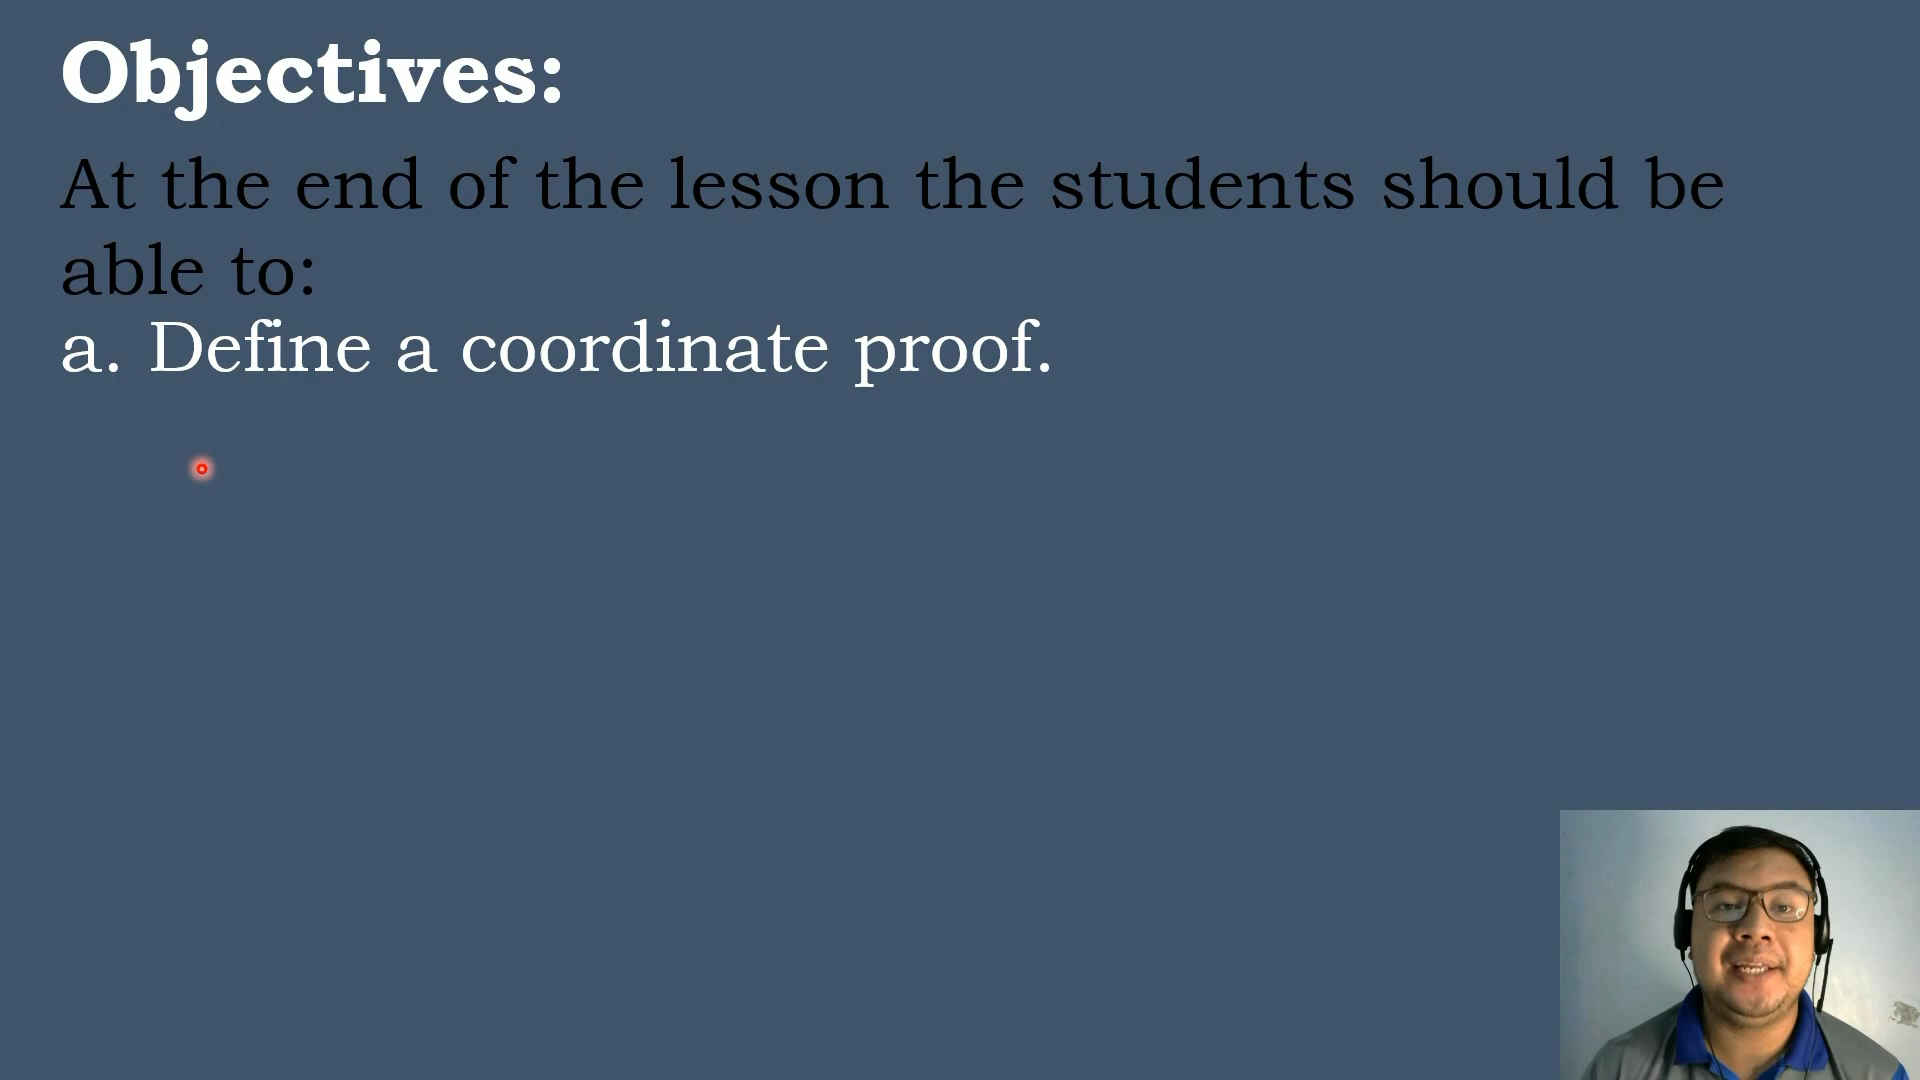 Objectives:
At the end of the lesson the students should be
able to:
a. Define a coordinate proof.